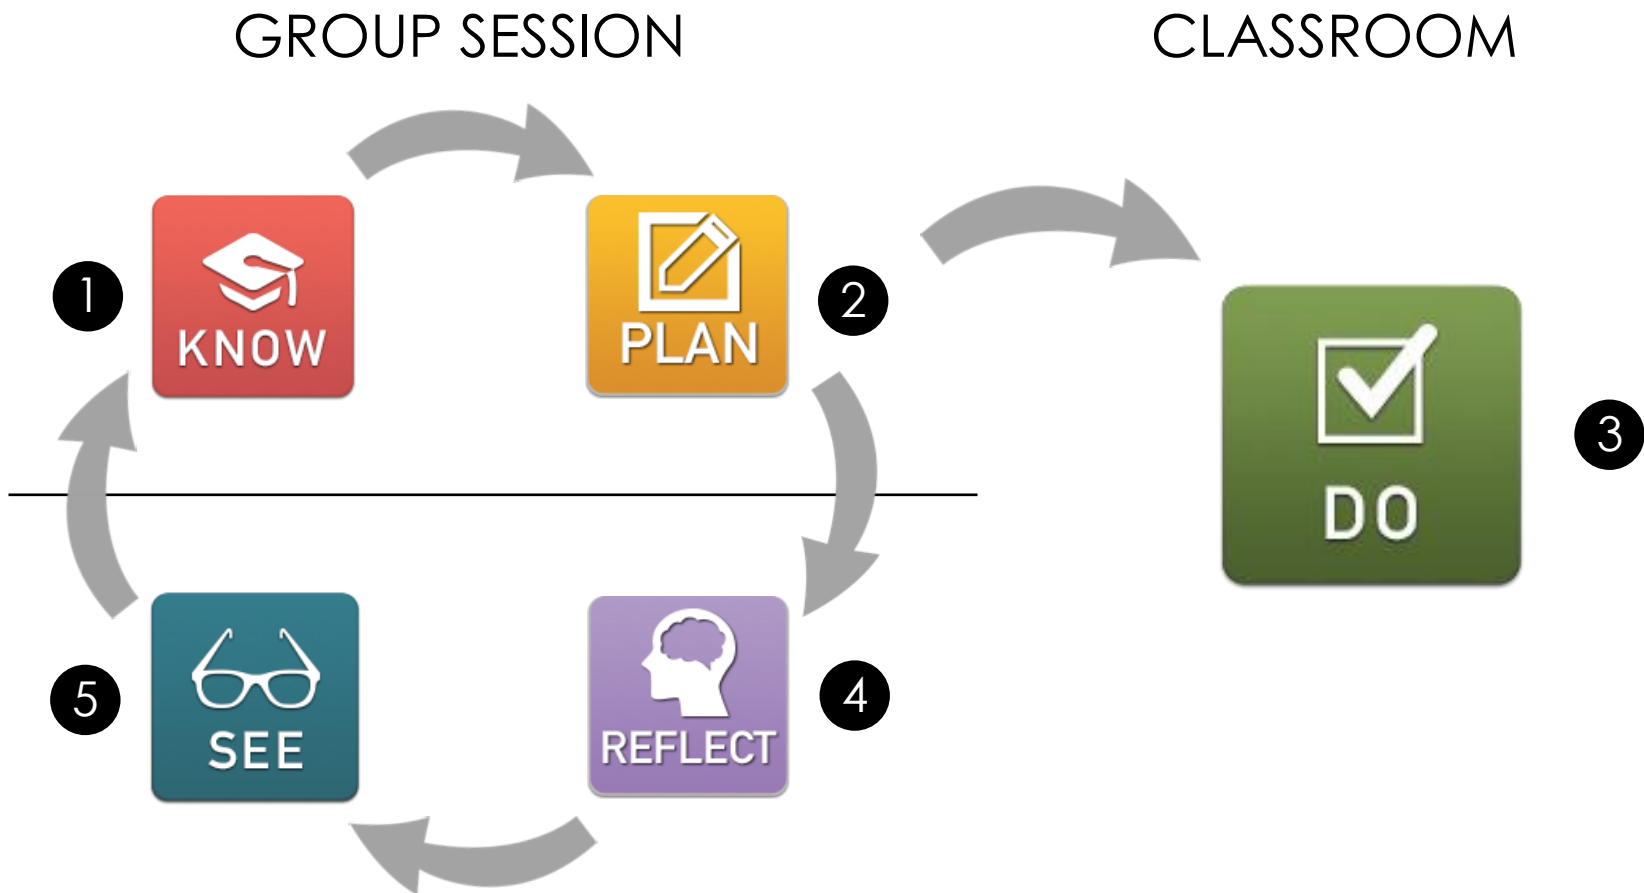 GROUP SESSION
CLASSROOM
1
KNOW
PLAN
2
DO
3
5
SEE
REFLECT
4